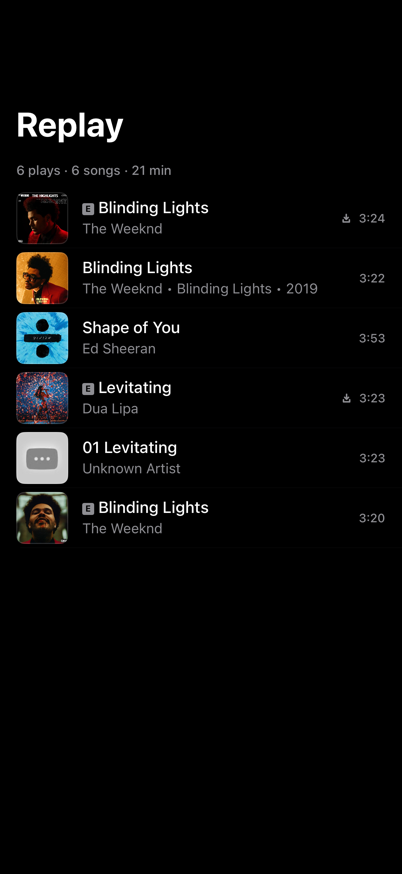 Replay
6 plays · 6 songs · 21 min
E Blinding Lights
The Weeknd
3:24
Blinding Lights
The Weeknd • Blinding Lights • 2019
3:22
Shape of You
Ed Sheeran
3:53
E Levitating
Dua Lipa
3:23
01 Levitating
Unknown Artist
3:23
E Blinding Lights
The Weeknd
3:20